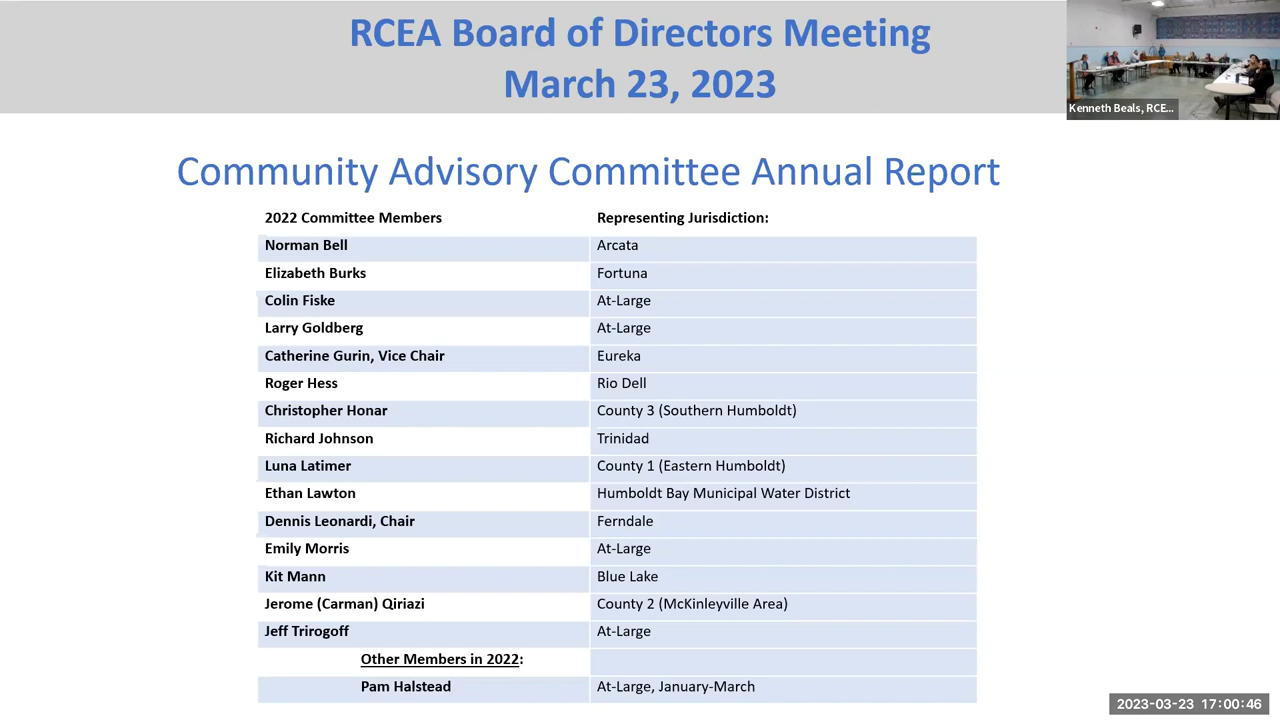 RCEA Board of Directors Meeting
March 23, 2023
Kenneth Beals, RCE...
Community Advisory Committee Annual Report
2022 Committee Members Representing Jurisdiction:
Norman Bell Arcata
Elizabeth Burks Fortuna
Colin Fiske At-Large
Larry Goldberg At-Large
Catherine Gurin, Vice Chair Eureka
Roger Hess Rio Dell
Christopher Honar County 3 (Southern Humboldt)
Richard Johnson Trinidad
Luna Latimer County 1 (Eastern Humboldt)
Ethan Lawton Humboldt Bay Municipal Water District
Dennis Leonardi, Chair Ferndale
Emily Morris At-Large
Kit Mann Blue Lake
Jerome (Carman) Qiriazi County 2 (McKinleyville Area)
Jeff Trirogoff At-Large
Other Members in 2022:
Pam Halstead At-Large, January-March
2023-03-23 17:00:46